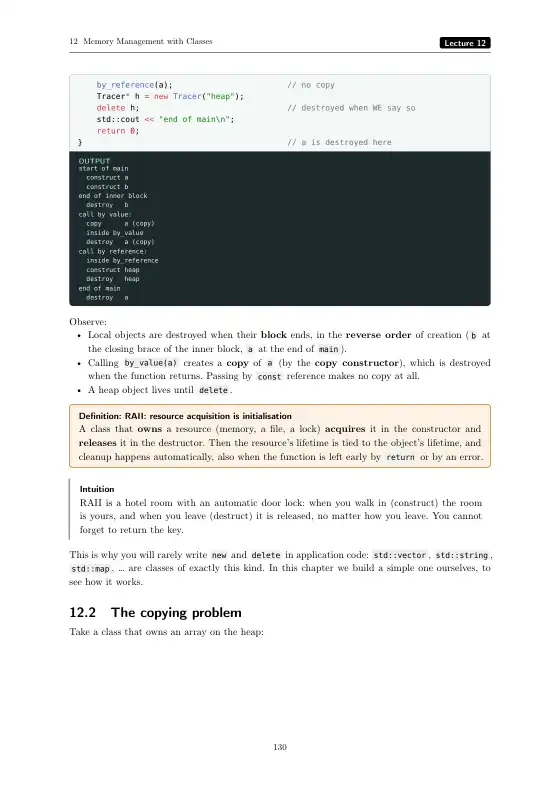 12 Memory Management with Classes
Lecture 12
by_reference(a); // no copy
Tracer* h = new Tracer("heap");
delete h; // destroyed when WE say so
std::cout << "end of main\n";
return 0;
} // a is destroyed here
OUTPUT
start of main
construct a
construct b
end of inner block
destroy b
call by value:
copy a (copy)
inside by_value
destroy a (copy)
call by reference:
inside by_reference
construct heap
destroy heap
end of main
destroy a
Observe:
• Local objects are destroyed when their block ends, in the reverse order of creation ( b at
the closing brace of the inner block, a at the end of main ).
• Calling by_value(a) creates a copy of a (by the copy constructor), which is destroyed
when the function returns. Passing by const reference makes no copy at all.
• A heap object lives until delete .
Definition: RAII: resource acquisition is initialisation
A class that owns a resource (memory, a file, a lock) acquires it in the constructor and
releases it in the destructor. Then the resource's lifetime is tied to the object's lifetime, and
cleanup happens automatically, also when the function is left early by return or by an error.
Intuition
RAII is a hotel room with an automatic door lock: when you walk in (construct) the room
is yours, and when you leave (destruct) it is released, no matter how you leave. You cannot
forget to return the key.
This is why you will rarely write new and delete in application code: std::vector , std::string ,
std::map , … are classes of exactly this kind. In this chapter we build a simple one ourselves, to
see how it works.
12.2 The copying problem
Take a class that owns an array on the heap:
130